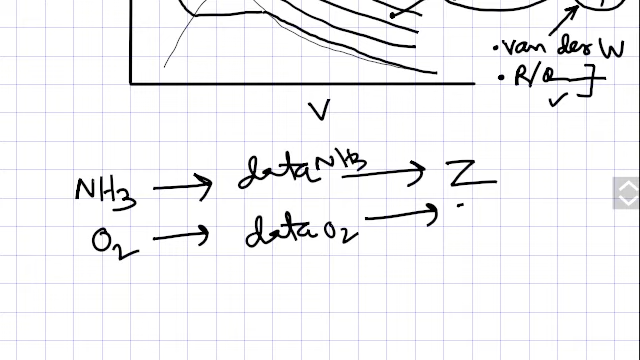 • van der W
• R/Q
V
NH3 → data NH3 → Z
O2 → data O2 →